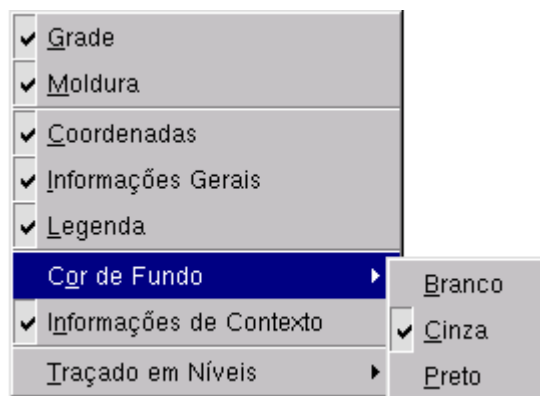 Grade
Moldura
Coordenadas
Informações Gerais
Legenda
Cor de Fundo
Informações de Contexto
Traçado em Níveis
Branco
Cinza
Preto